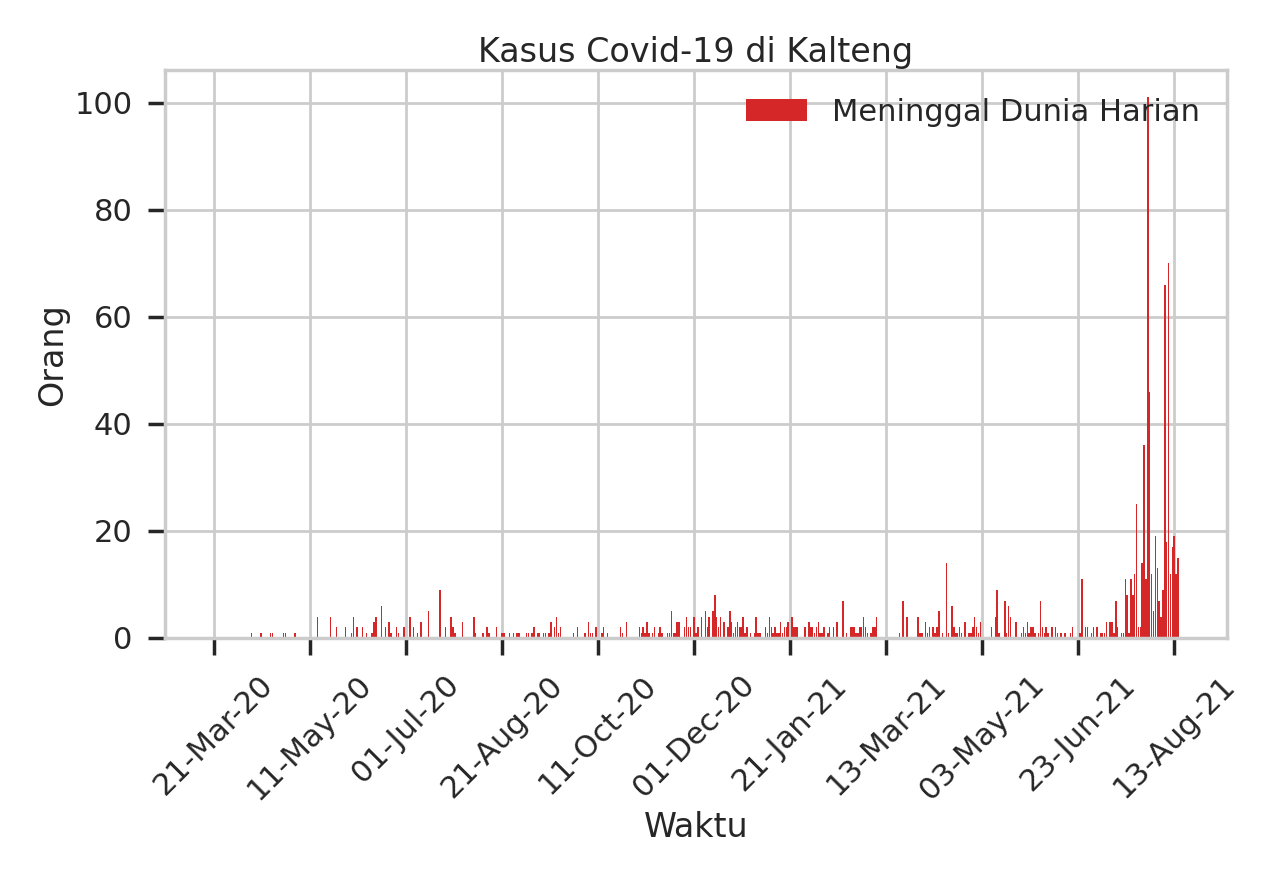 Kasus Covid-19 di Kalteng
Meninggal Dunia Harian
Orang
100
80
60
40
20
0
21-Mar-20
11-May-20
01-Jul-20
21-Aug-20
11-Oct-20
01-Dec-20
21-Jan-21
13-Mar-21
03-May-21
23-Jun-21
13-Aug-21
Waktu